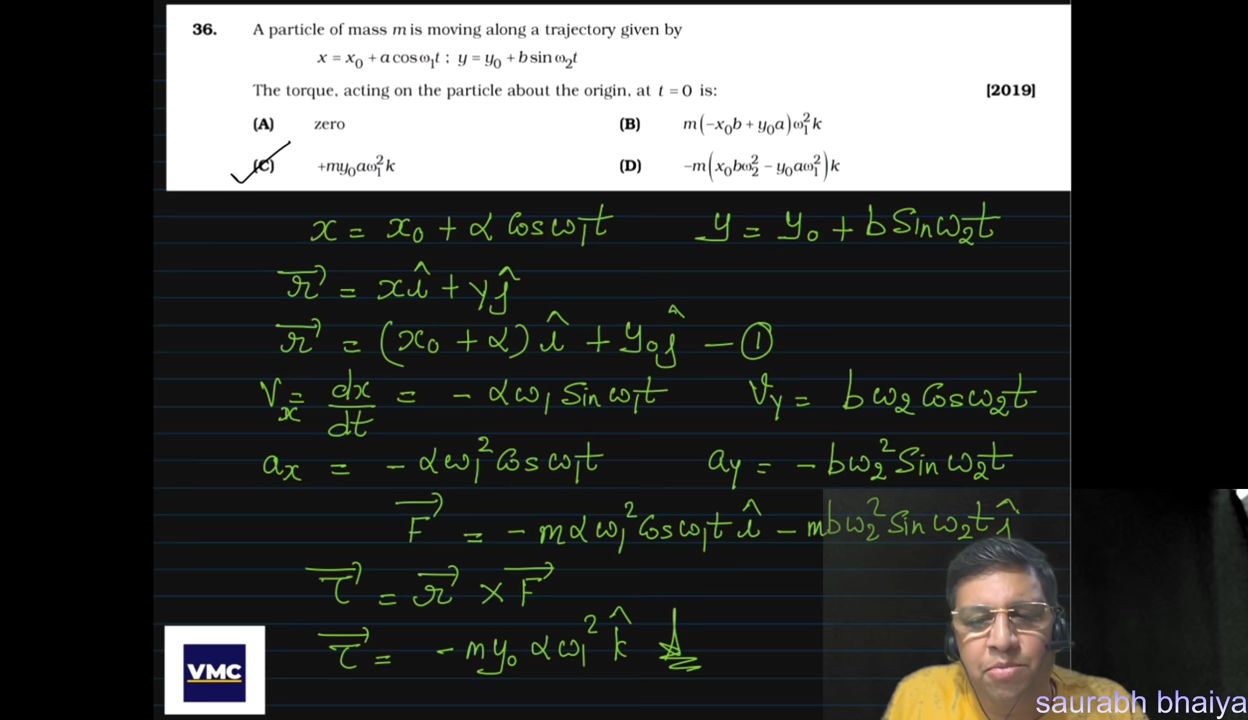 36. A particle of mass m is moving along a trajectory given by
x = x₀ + a cos ω₁t ; y = y₀ + b sin ω₂t
The torque, acting on the particle about the origin, at t = 0 is: [2019]
(A) zero (B) m(−x₀b + y₀a)ω₁²k
(C) +my₀aω₁²k (D) −m(x₀bω₂² − y₀aω₁²)k
x = x₀ + α Cos ω₁t y = y₀ + b Sin ω₂t
r⃗ = xî + yĵ
r⃗ = (x₀ + α) î + y₀ĵ — ①
Vₓ = dx/dt = − αω₁ Sin ω₁t Vy = bω₂ Cos ω₂t
aₓ = − αω₁² Cos ω₁t ay = − bω₂² Sin ω₂t
F⃗ = − mαω₁² Cos ω₁t î − mbω₂² Sin ω₂t ĵ
τ⃗ = r⃗ × F⃗
τ⃗ = − my₀ αω₁² k̂
VMC
saurabh bhaiya